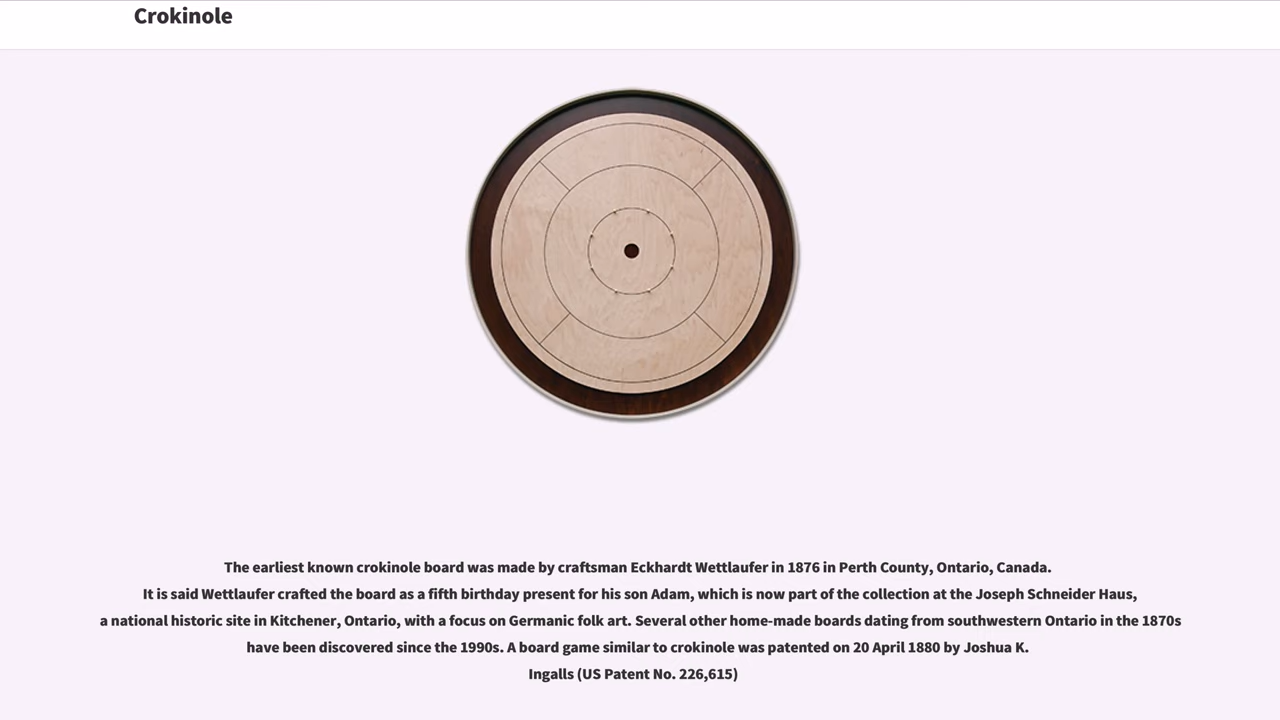 Crokinole
The earliest known crokinole board was made by craftsman Eckhardt Wettlaufer in 1876 in Perth County, Ontario, Canada.
It is said Wettlaufer crafted the board as a fifth birthday present for his son Adam, which is now part of the collection at the Joseph Schneider Haus,
a national historic site in Kitchener, Ontario, with a focus on Germanic folk art. Several other home-made boards dating from southwestern Ontario in the 1870s
have been discovered since the 1990s. A board game similar to crokinole was patented on 20 April 1880 by Joshua K.
Ingalls (US Patent No. 226,615)